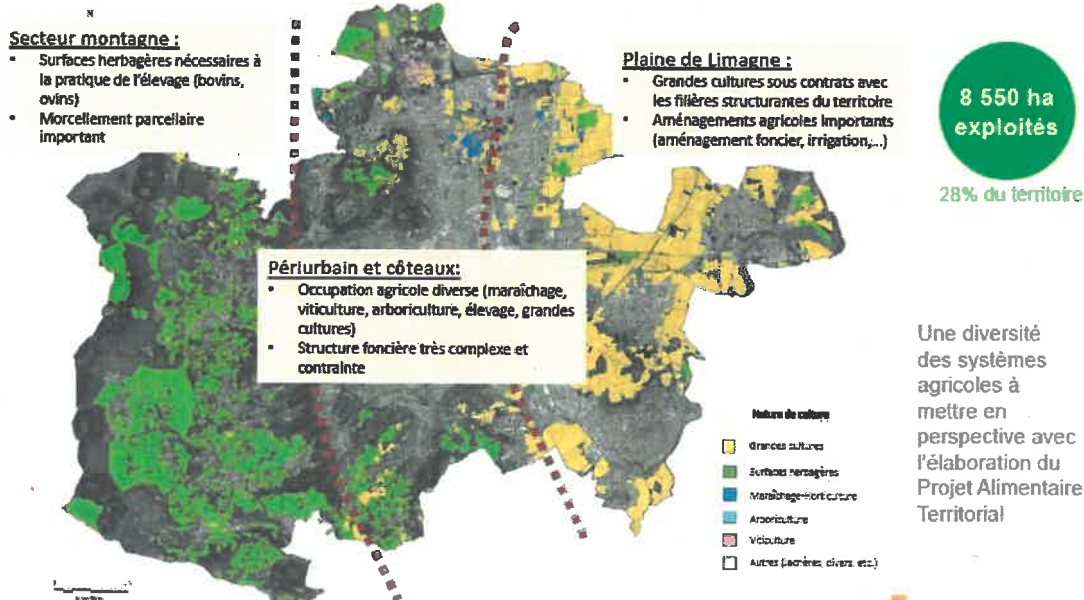 N
Secteur montagne :
• Surfaces herbagères nécessaires à
la pratique de l'élevage (bovins,
ovins)
• Morcellement parcellaire
important
Plaine de Limagne :
• Grandes cultures sous contrats avec
les filières structurantes du territoire
• Aménagements agricoles importants
(aménagement foncier, irrigation,...)
8 550 ha
exploités
28% du territoire
Périurbain et côteaux:
• Occupation agricole diverse (maraîchage,
viticulture, arboriculture, élevage, grandes
cultures)
• Structure foncière très complexe et
contrainte
Une diversité
des systèmes
agricoles à
mettre en
perspective avec
l'élaboration du
Projet Alimentaire
Territorial
Nature de culture
Grandes cultures
Surfaces herbagères
Maraîchage-Horticulture
Arboriculture
Viticulture
Autres (Jachères, divers, etc.)